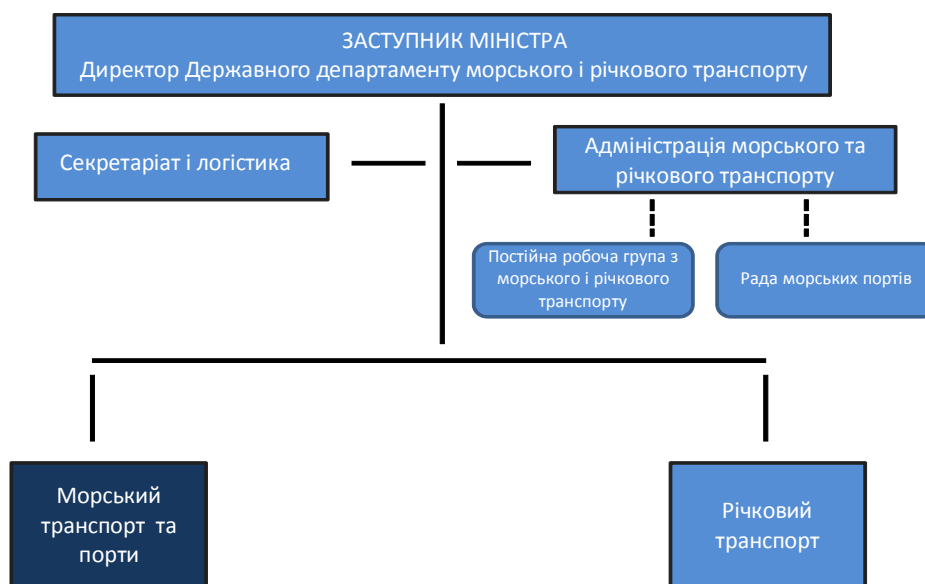 ЗАСТУПНИК МІНІСТРА
Директор Державного департаменту морського і річкового транспорту
Секретаріат і логістика
Адміністрація морського та
річкового транспорту
Постійна робоча група з
морського і річкового
транспорту
Рада морських портів
Морський
транспорт та
порти
Річковий
транспорт